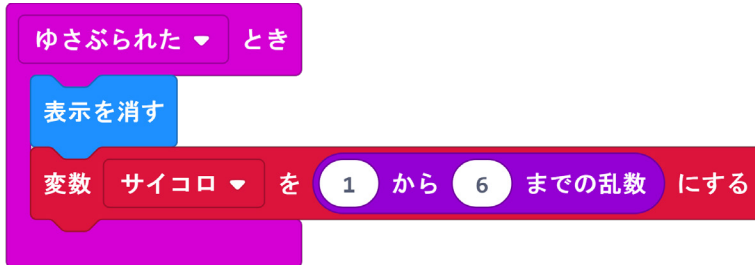 ゆさぶられた とき
表示を消す
変数 サイコロ を 1 から 6 までの乱数 にする